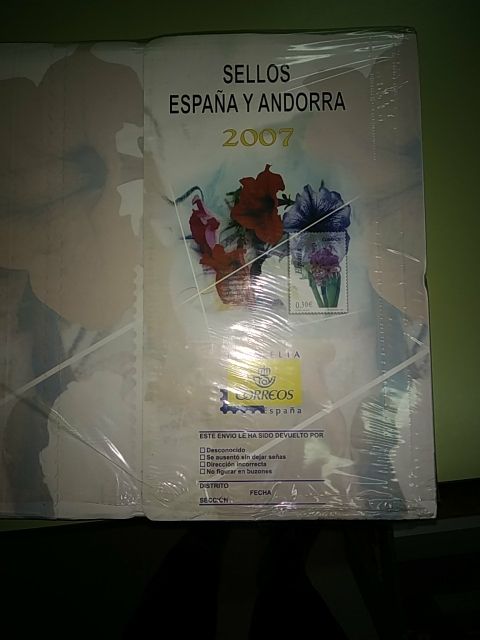 SELLOS
ESPAÑA Y ANDORRA
2007
0,30€
CORREOS
España
ESTE ENVIO LE HA SIDO DEVUELTO POR
Desconocido
Se ausentó sin dejar señas
Dirección incorrecta
No figurar en buzones
DISTRITO
FECHA
SECCIÓN